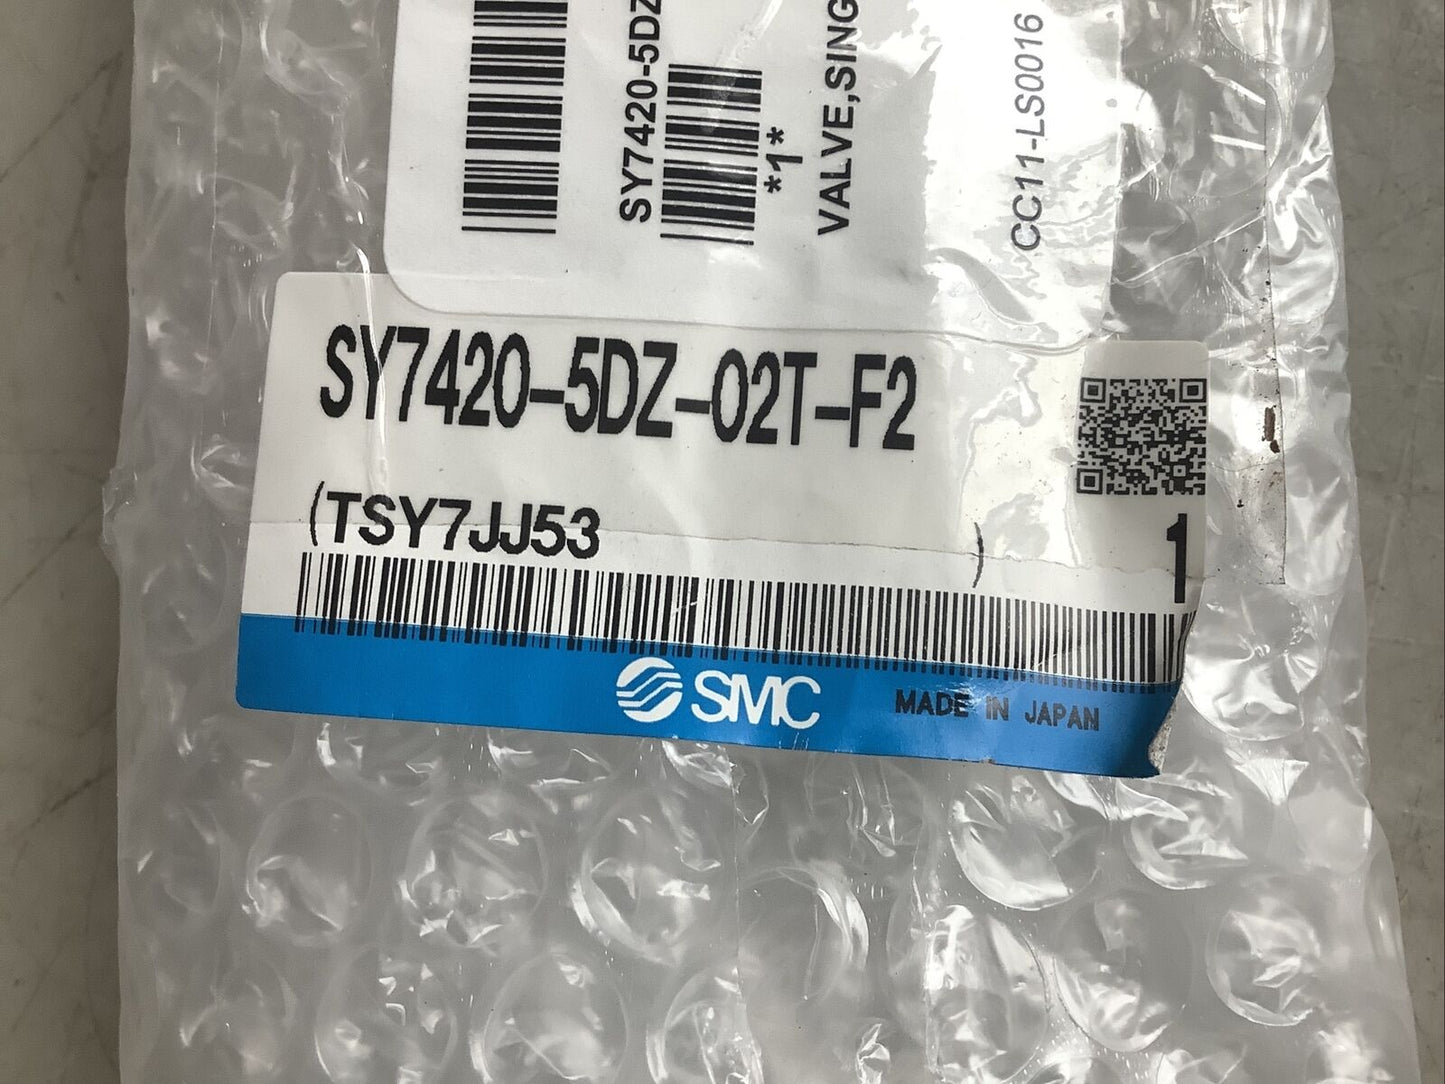 SY7420-5DZ
*1*
VALVE,SING
CC11-LS0016
SY7420-5DZ-02T-F2
(TSY7JJ53 )
1
SMC
MADE IN JAPAN